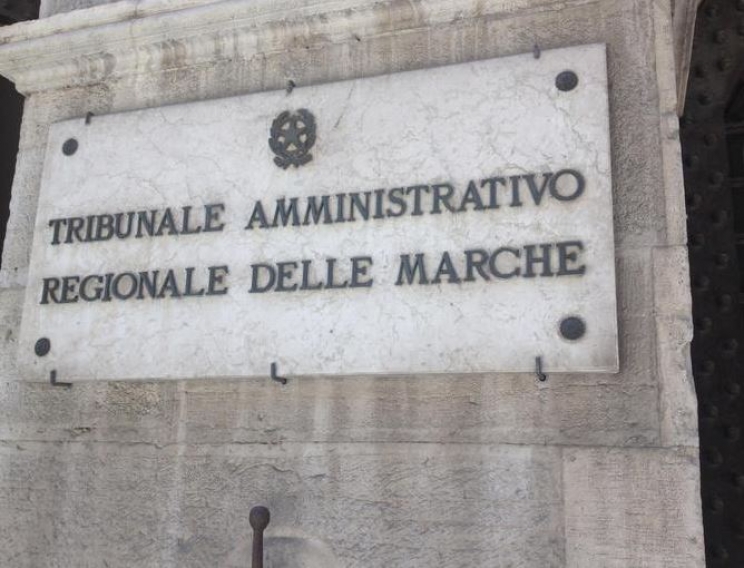 TRIBUNALE AMMINISTRATIVO
REGIONALE DELLE MARCHE